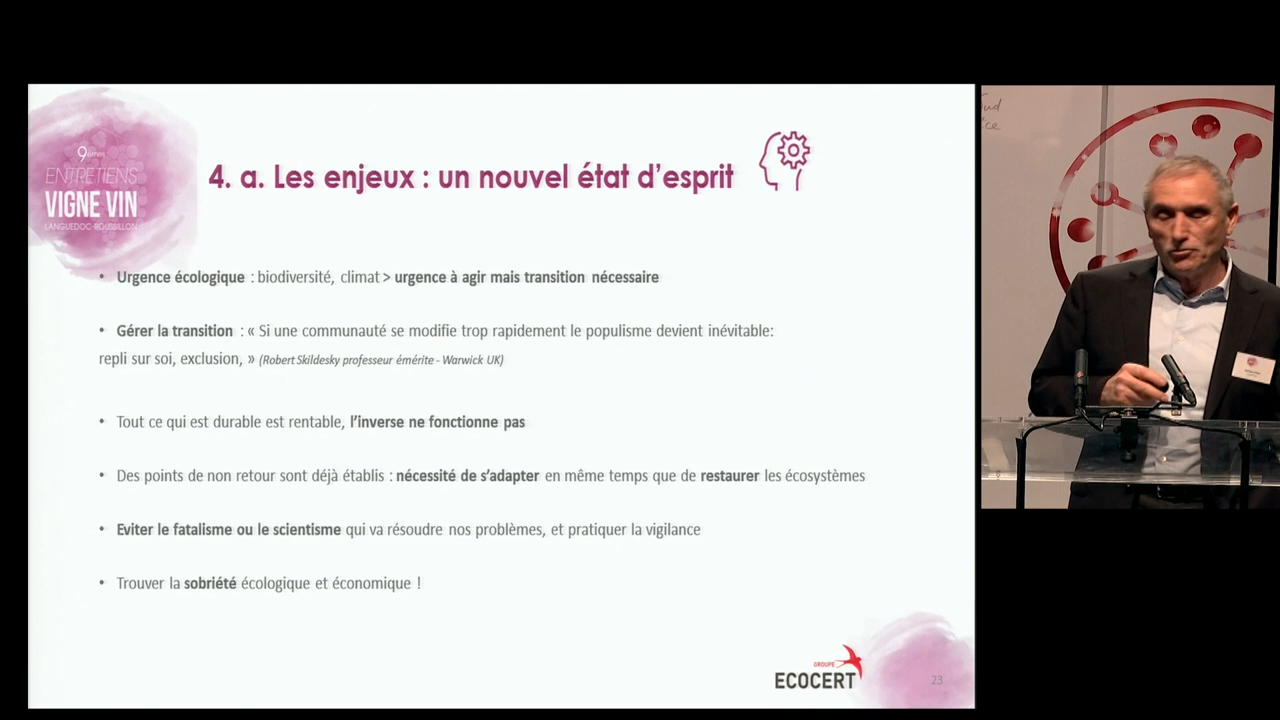 9èmes
ENTRETIENS
VIGNE VIN
LANGUEDOC-ROUSSILLON
4. a. Les enjeux : un nouvel état d’esprit
• Urgence écologique : biodiversité, climat > urgence à agir mais transition nécessaire
• Gérer la transition : « Si une communauté se modifie trop rapidement le populisme devient inévitable:
repli sur soi, exclusion, » (Robert Skildesky professeur émérite - Warwick UK)
• Tout ce qui est durable est rentable, l’inverse ne fonctionne pas
• Des points de non retour sont déjà établis : nécessité de s’adapter en même temps que de restaurer les écosystèmes
• Eviter le fatalisme ou le scientisme qui va résoudre nos problèmes, et pratiquer la vigilance
• Trouver la sobriété écologique et économique !
GROUPE
ECOCERT
23